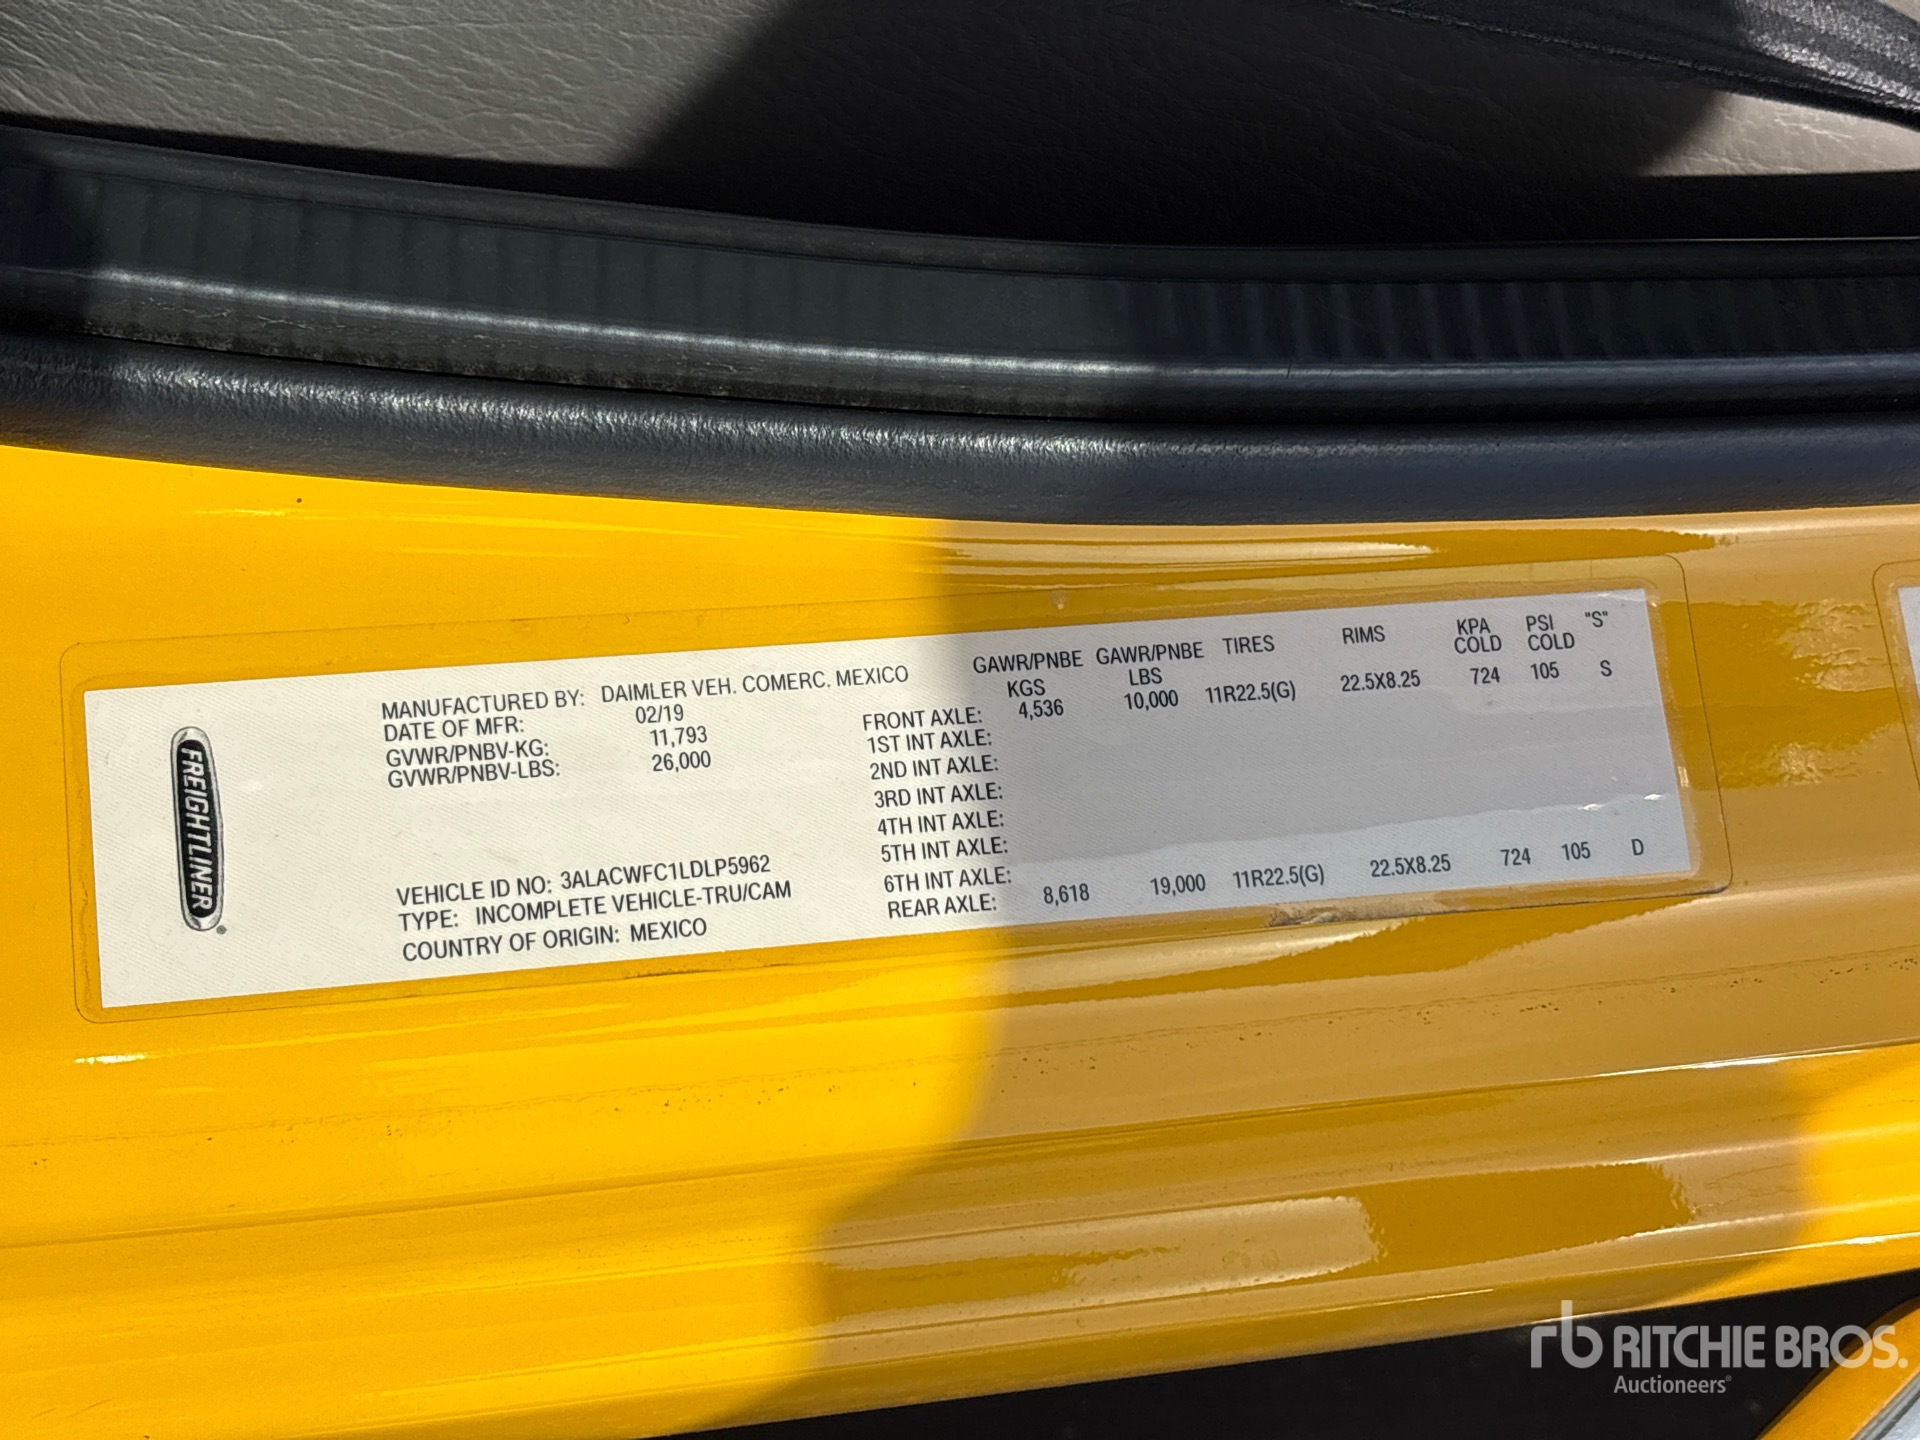 FREIGHTLINER
MANUFACTURED BY: DAIMLER VEH. COMERC. MEXICO
DATE OF MFR: 02/19
GVWR/PNBV-KG: 11,793
GVWR/PNBV-LBS: 26,000
VEHICLE ID NO: 3ALACWFC1LDLP5962
TYPE: INCOMPLETE VEHICLE-TRU/CAM
COUNTRY OF ORIGIN: MEXICO
GAWR/PNBE KGS GAWR/PNBE LBS TIRES RIMS KPA COLD PSI COLD "S"
FRONT AXLE: 4,536 10,000 11R22.5(G) 22.5X8.25 724 105 S
1ST INT AXLE:
2ND INT AXLE:
3RD INT AXLE:
4TH INT AXLE:
5TH INT AXLE:
6TH INT AXLE:
REAR AXLE: 8,618 19,000 11R22.5(G) 22.5X8.25 724 105 D
rb RITCHIE BROS.
Auctioneers®